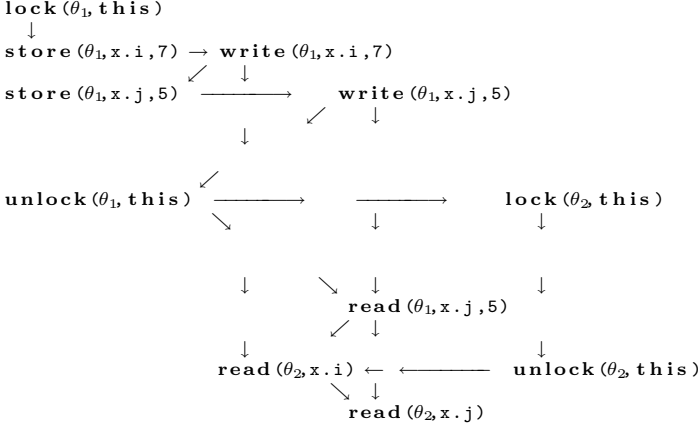 lock(θ₁,this)
↓
store(θ₁,x.i,7) → write(θ₁,x.i,7)
↙ ↓
store(θ₁,x.j,5) ⟶ write(θ₁,x.j,5)
↙ ↓
↓
↙
unlock(θ₁,this) ⟶ ⟶ lock(θ₂,this)
↘ ↓ ↓
↓ ↘ ↓ ↓
read(θ₁,x.j,5)
↙ ↓
↓ ↓
read(θ₂,x.i) ← ⟵ unlock(θ₂,this)
↘ ↓
read(θ₂,x.j)